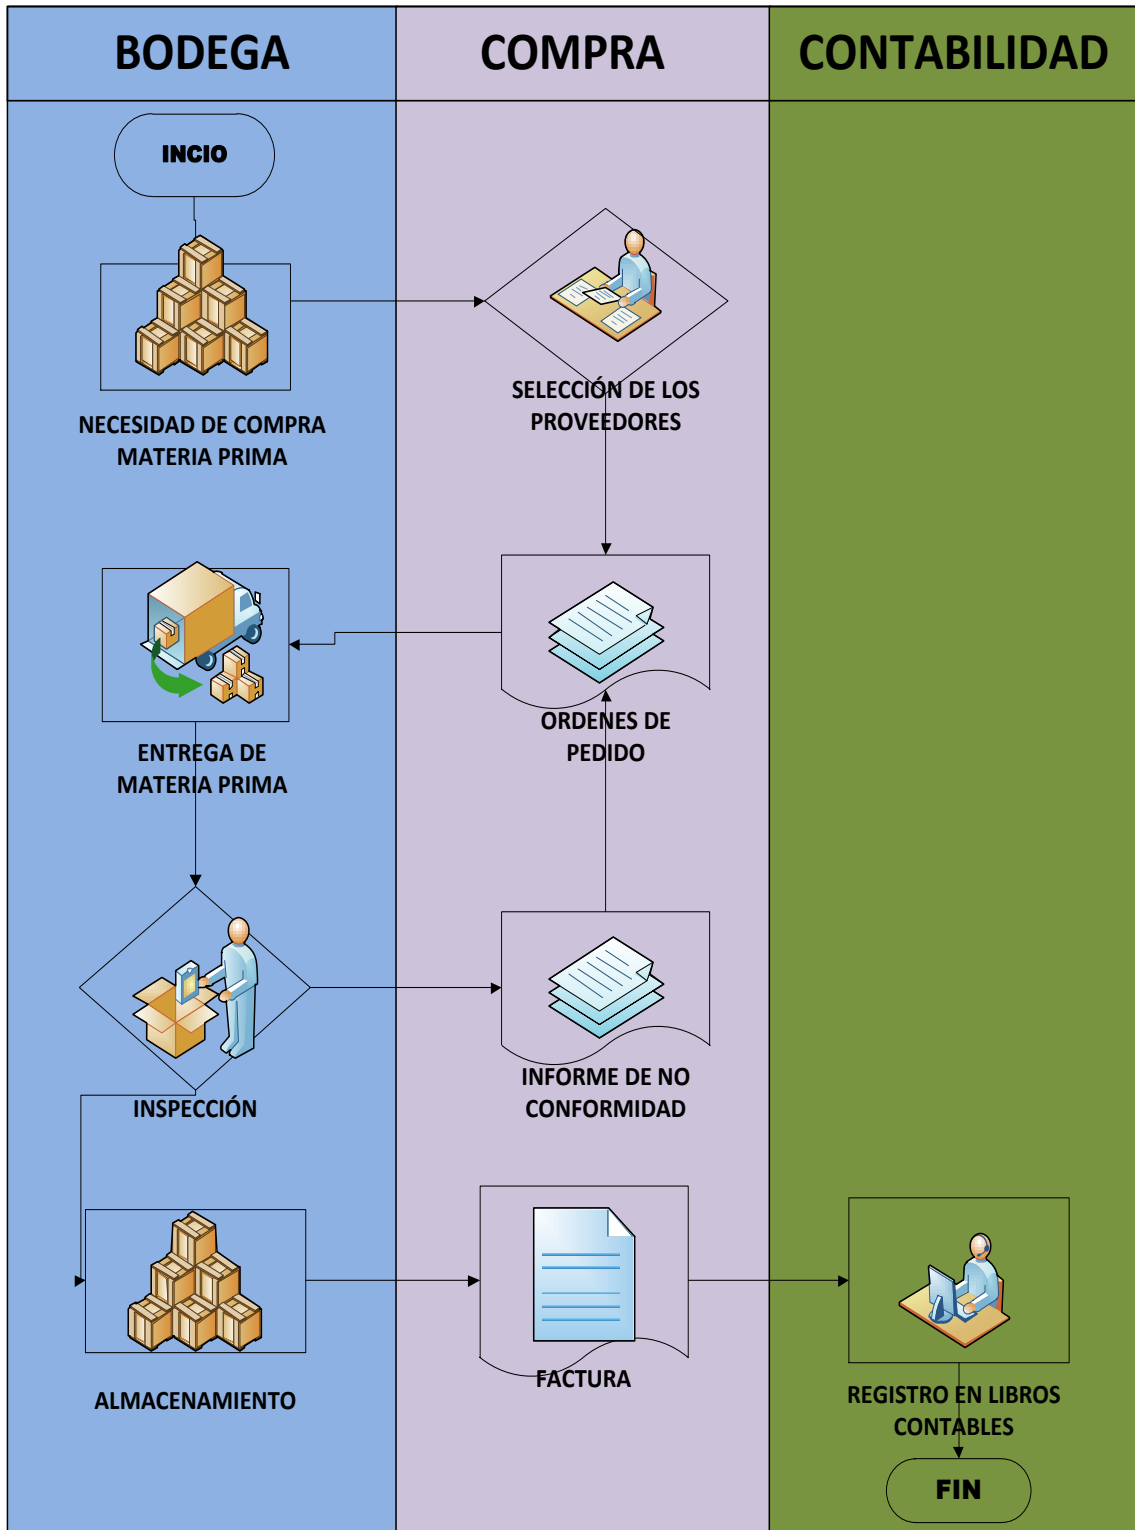 BODEGA
COMPRA
CONTABILIDAD
INCIO
NECESIDAD DE COMPRA
MATERIA PRIMA
SELECCIÓN DE LOS
PROVEEDORES
ENTREGA DE
MATERIA PRIMA
ORDENES DE
PEDIDO
INSPECCIÓN
INFORME DE NO
CONFORMIDAD
ALMACENAMIENTO
FACTURA
REGISTRO EN LIBROS
CONTABLES
FIN